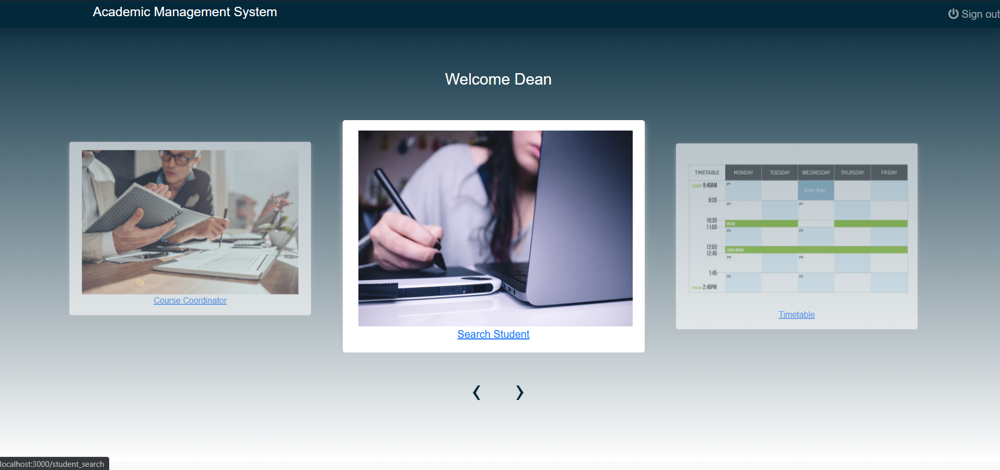 Academic Management System
Sign out
Welcome Dean
Course Coordinator
Search Student
TIMETABLE MONDAY TUESDAY WEDNESDAY THURSDAY FRIDAY
START 8:40AM P1 10am Start
9:35 P2 P2
10:30 BREAK
11:00 P3 P3
12:00 LUNCH BREAK
12:45 P4 P4
1:45 P5 P5
FINISH 2:45PM
Timetable
localhost:3000/student_search